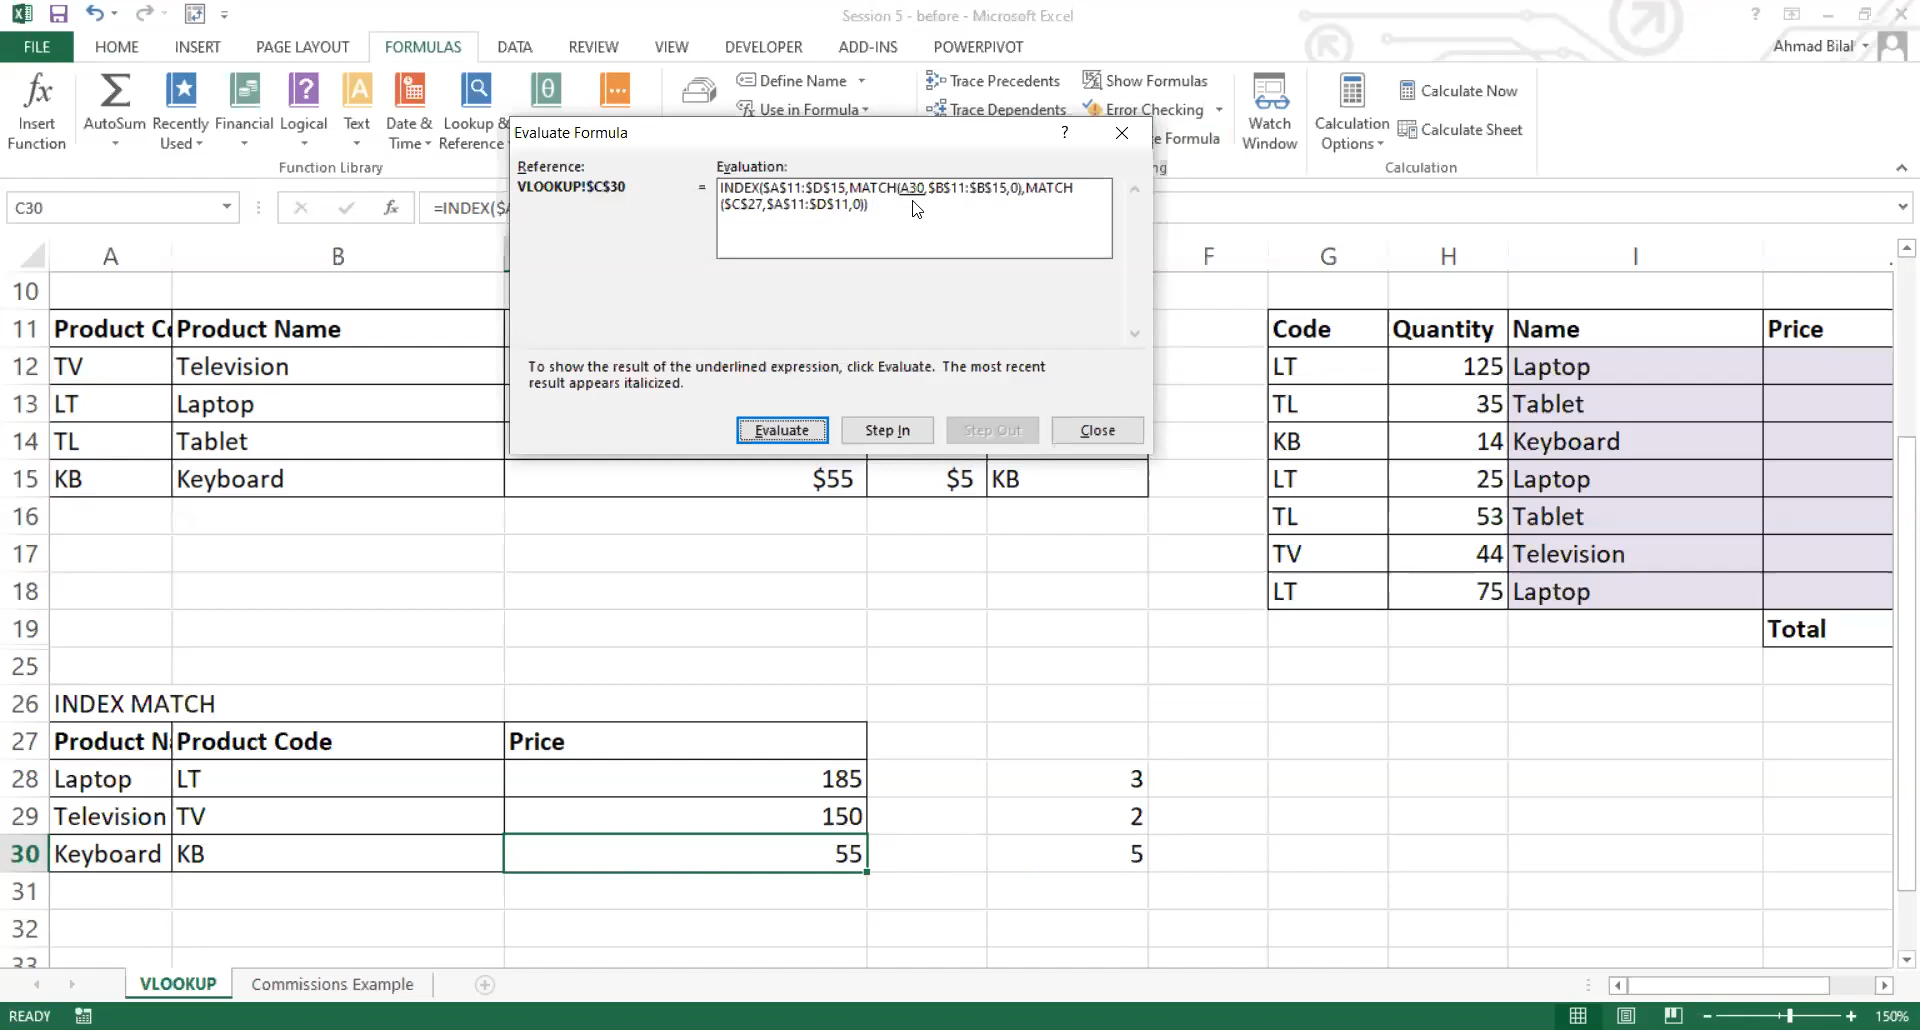 Session 5 - before - Microsoft Excel
?
FILE HOME INSERT PAGE LAYOUT FORMULAS DATA REVIEW VIEW DEVELOPER ADD-INS POWERPIVOT Ahmad Bilal
fx Σ ? A θ
Insert Function
AutoSum
Recently Used
Financial
Logical
Text
Date & Time
Lookup & Reference
Function Library
Define Name
Use in Formula
Trace Precedents
Trace Dependents
Show Formulas
Error Checking
e Formula
ng
Watch Window
Calculation Options
Calculate Now
Calculate Sheet
Calculation
C30 fx =INDEX($
Evaluate Formula ?
Reference: Evaluation:
VLOOKUP!$C$30 = INDEX($A$11:$D$15,MATCH(A30,$B$11:$B$15,0),MATCH
($C$27,$A$11:$D$11,0))
To show the result of the underlined expression, click Evaluate. The most recent
result appears italicized.
Evaluate Step In Step Out Close
A B F G H I
10
11 Product C Product Name Code Quantity Name Price
12 TV Television LT 125 Laptop
13 LT Laptop TL 35 Tablet
14 TL Tablet KB 14 Keyboard
15 KB Keyboard $55 $5 KB LT 25 Laptop
16 TL 53 Tablet
17 TV 44 Television
18 LT 75 Laptop
19 Total
25
26 INDEX MATCH
27 Product N Product Code Price
28 Laptop LT 185 3
29 Television TV 150 2
30 Keyboard KB 55 5
31
32
33
VLOOKUP Commissions Example
READY 150%